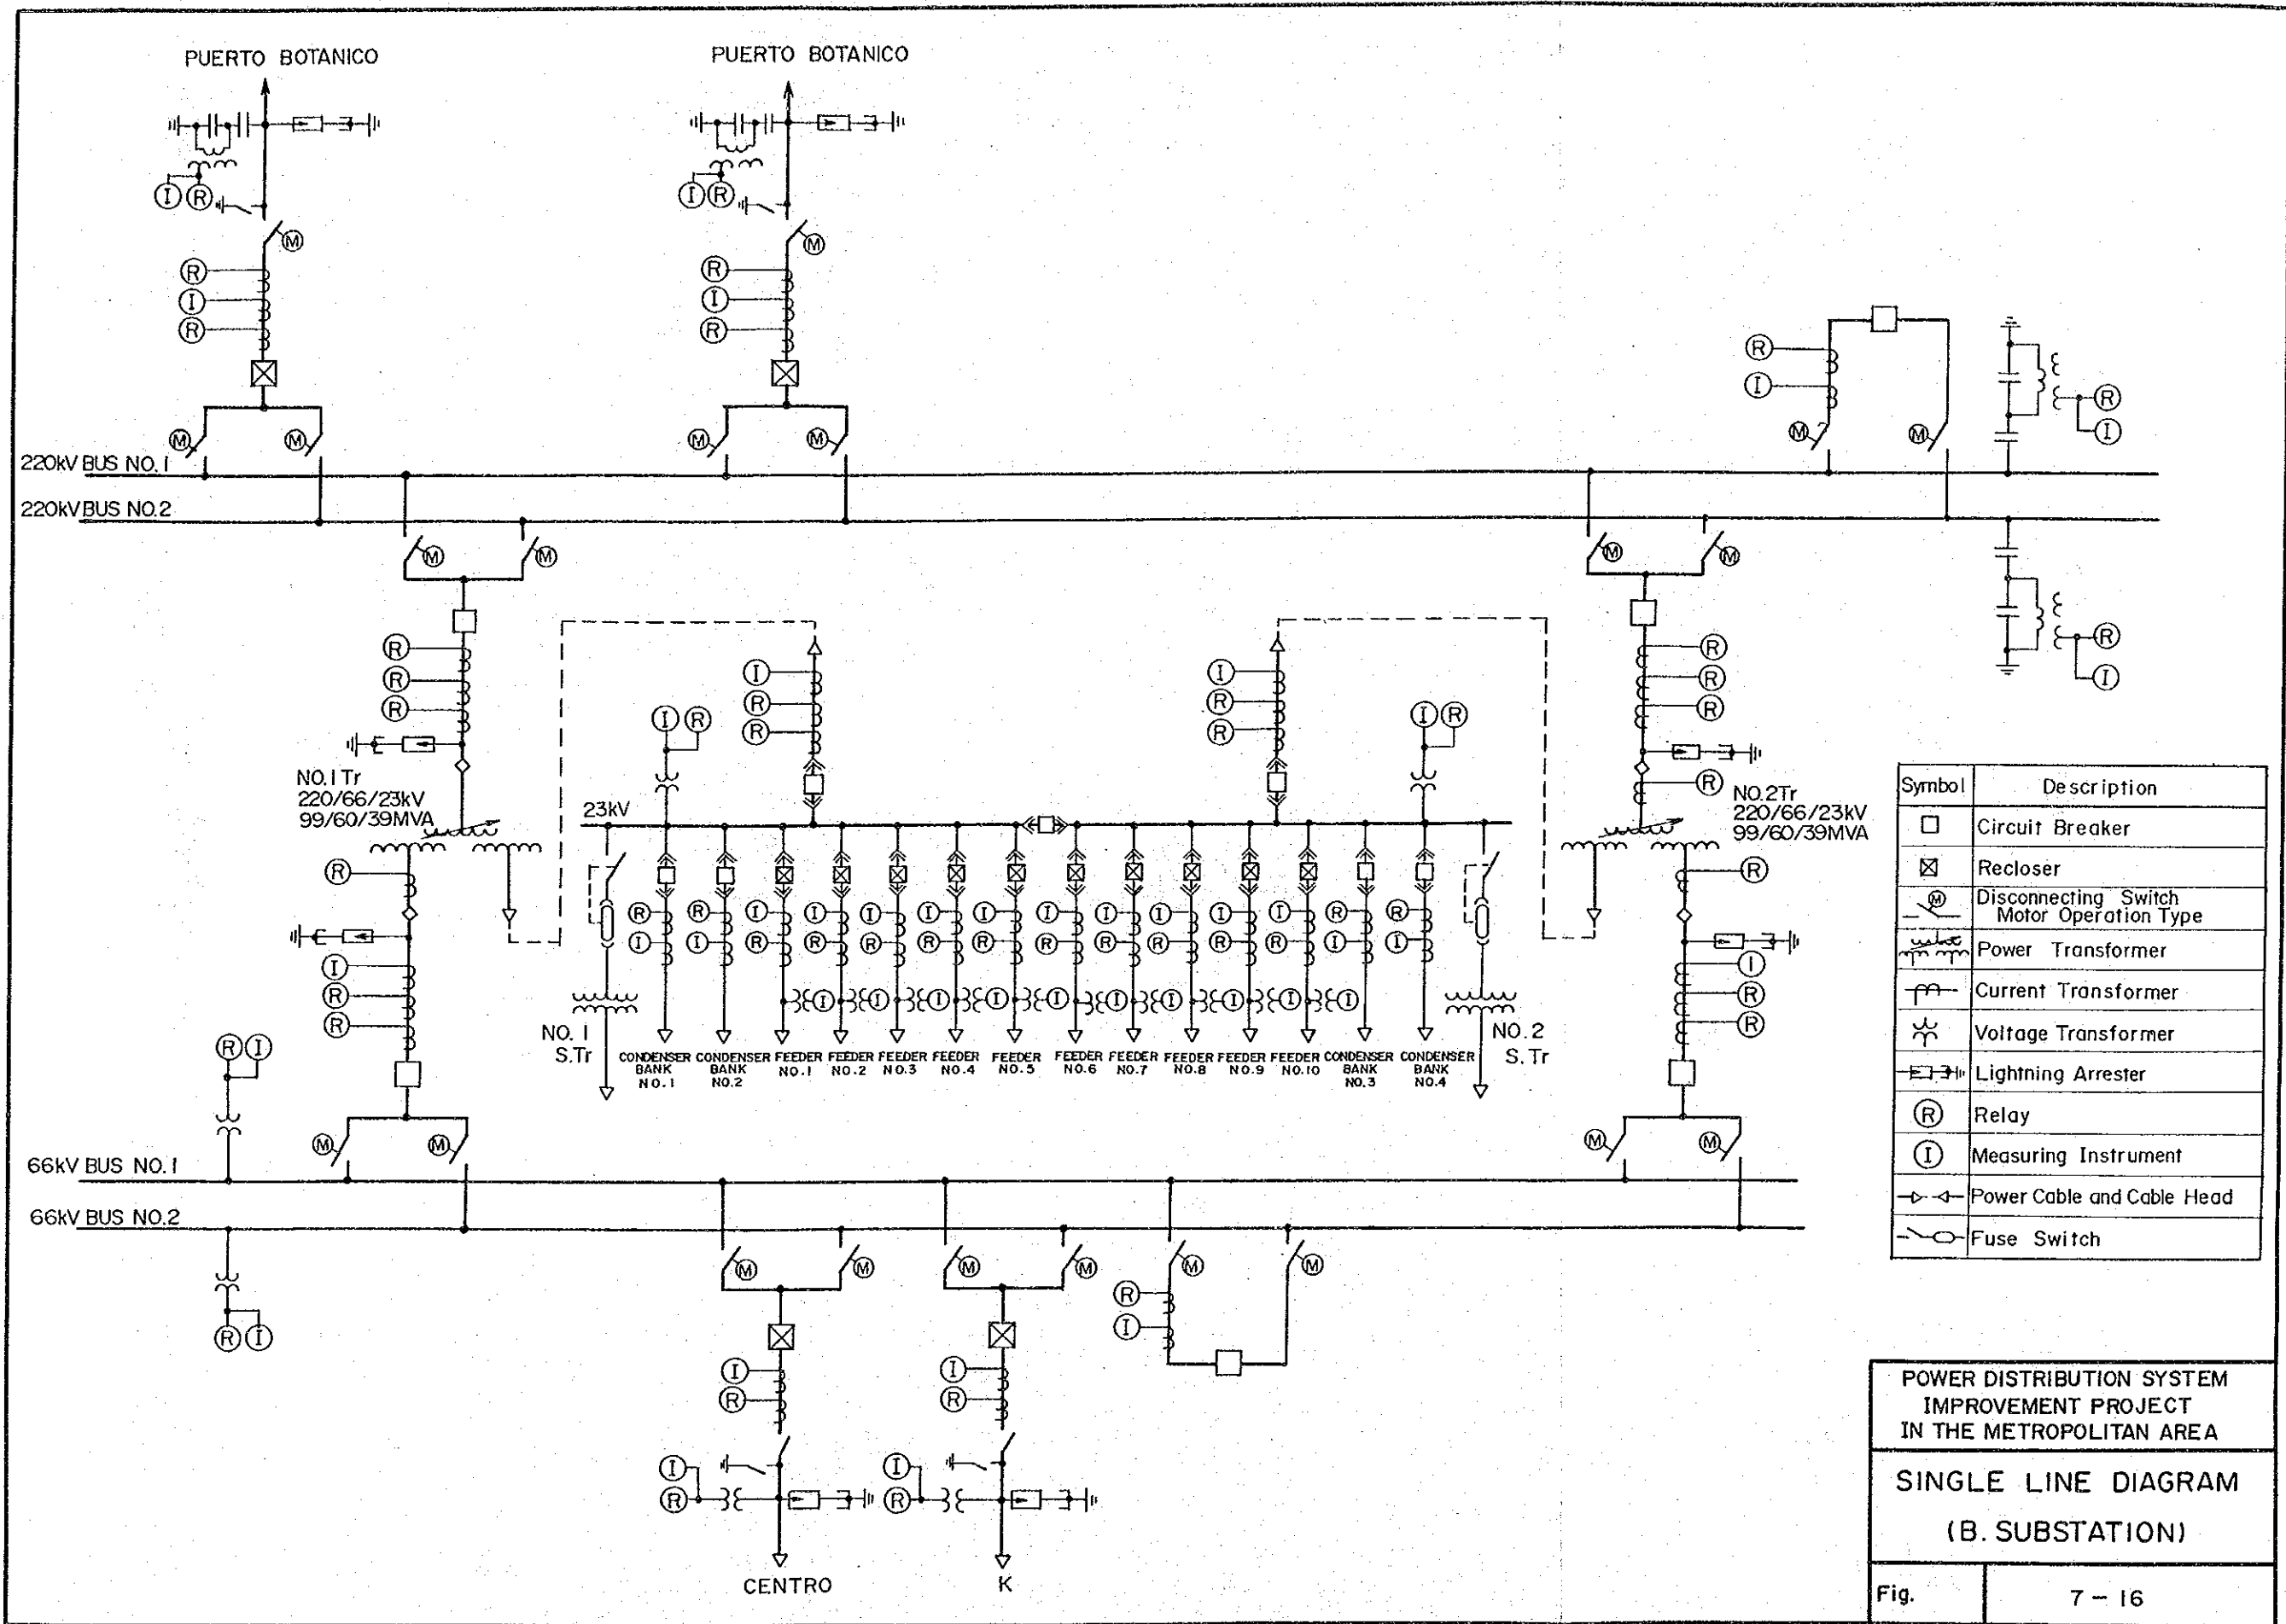 PUERTO BOTANICO
PUERTO BOTANICO
I R
I R
M
M
R
I
R
R
I
R
R
I
R
I
M M
M M
M M
220kV BUS NO.1
220kV BUS NO.2
M M
M M
R
I
R
R
R
I
R
R
I
R
R
R
R
R
I R
I R
NO.1 Tr
220/66/23kV
99/60/39MVA
R
NO.2Tr
220/66/23kV
99/60/39MVA
23kV
R
R
R R I I I I I I I I I I R R
I I R R R R R R R R R R I I
I
R
R
I
R
R
I I I I I I I I I I
NO. 1
S.Tr
NO. 2
S.Tr
CONDENSER BANK NO.1
CONDENSER BANK NO.2
FEEDER NO.1
FEEDER NO.2
FEEDER NO.3
FEEDER NO.4
FEEDER NO.5
FEEDER NO.6
FEEDER NO.7
FEEDER NO.8
FEEDER NO.9
FEEDER NO.10
CONDENSER BANK NO.3
CONDENSER BANK NO.4
R I
M M
M M
66kV BUS NO.1
66kV BUS NO.2
R I
M M
M M
M M
R
I
I
R
I
R
I
R
I
R
CENTRO
K
Symbol Description
Circuit Breaker
Recloser
M Disconnecting Switch
Motor Operation Type
Power Transformer
Current Transformer
Voltage Transformer
Lightning Arrester
R Relay
I Measuring Instrument
Power Cable and Cable Head
Fuse Switch
POWER DISTRIBUTION SYSTEM
IMPROVEMENT PROJECT
IN THE METROPOLITAN AREA
SINGLE LINE DIAGRAM
(B. SUBSTATION)
Fig. 7 - 16